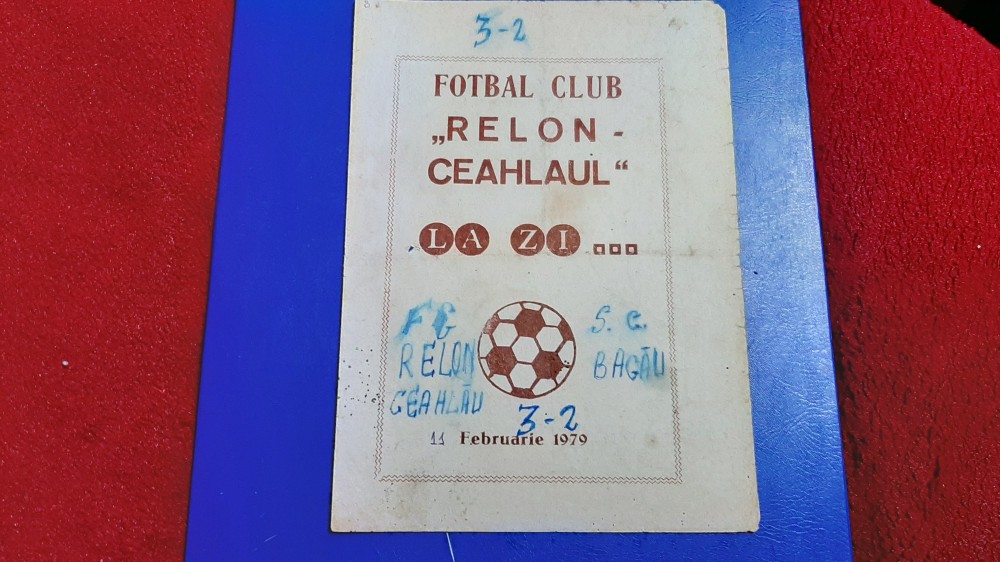 3-2
FOTBAL CLUB
„RELON -
CEAHLAUL“
LA ZI...
FC S.C.
RELON BACĂU
CEAHLĂU
3-2
11 Februarie 1979